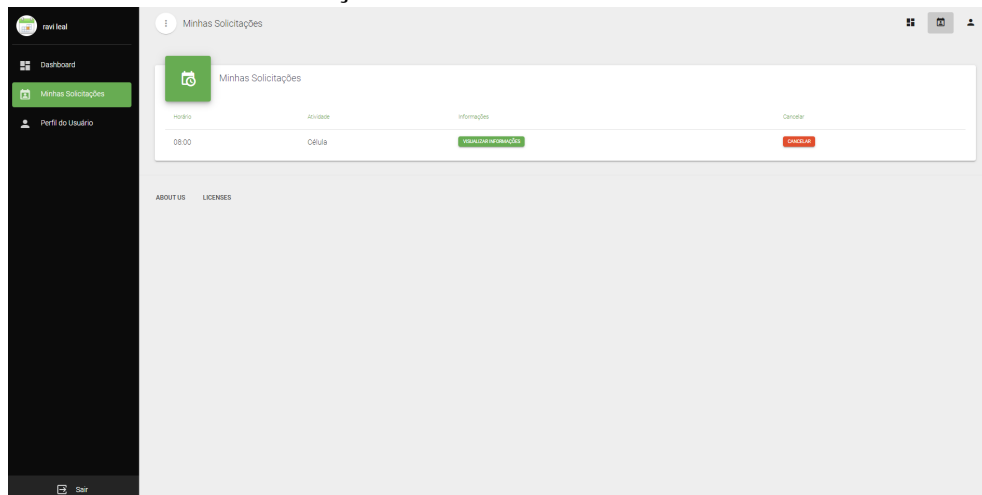 ravi leal
Minhas Solicitações
Dashboard
Minhas Solicitações
Perfil do Usuário
Minhas Solicitações
Horário Atividade Informações Cancelar
08:00 Célula VISUALIZAR INFORMAÇÕES CANCELAR
ABOUT US LICENSES
Sair